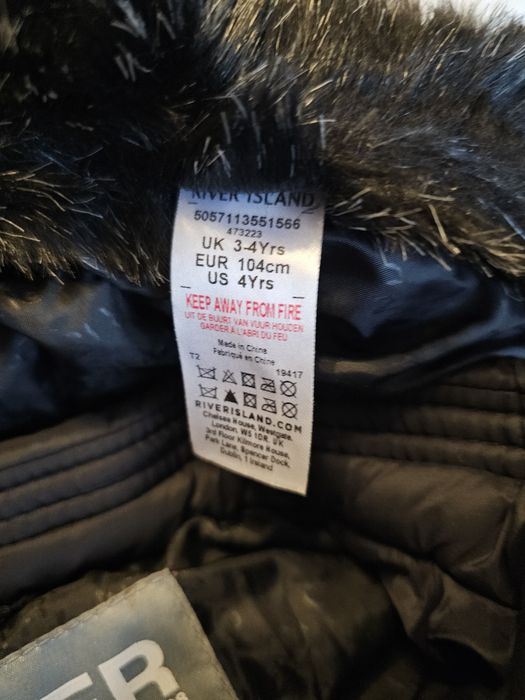 RIVER ISLAND
5057113551566
473223
UK 3-4Yrs
EUR 104cm
US 4Yrs
KEEP AWAY FROM FIRE
UIT DE BUURT VAN VUUR HOUDEN
GARDER À L'ABRI DU FEU
Made in China
Fabriqué en Chine
T2 19417
RIVERISLAND.COM
Chelsea House, Westgate,
London, W5 1DR, UK
3rd Floor Kilmore House,
Park Lane, Spencer Dock,
Dublin, 1 Ireland
ER